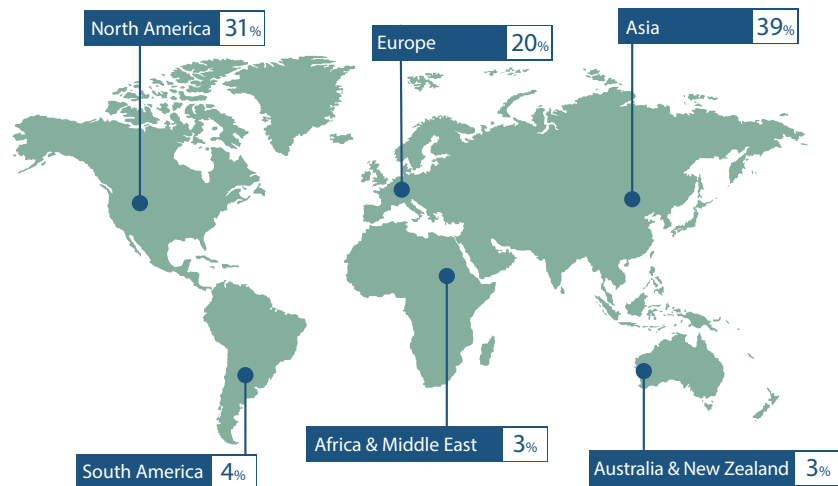 North America 31%
Europe 20%
Asia 39%
South America 4%
Africa & Middle East 3%
Australia & New Zealand 3%